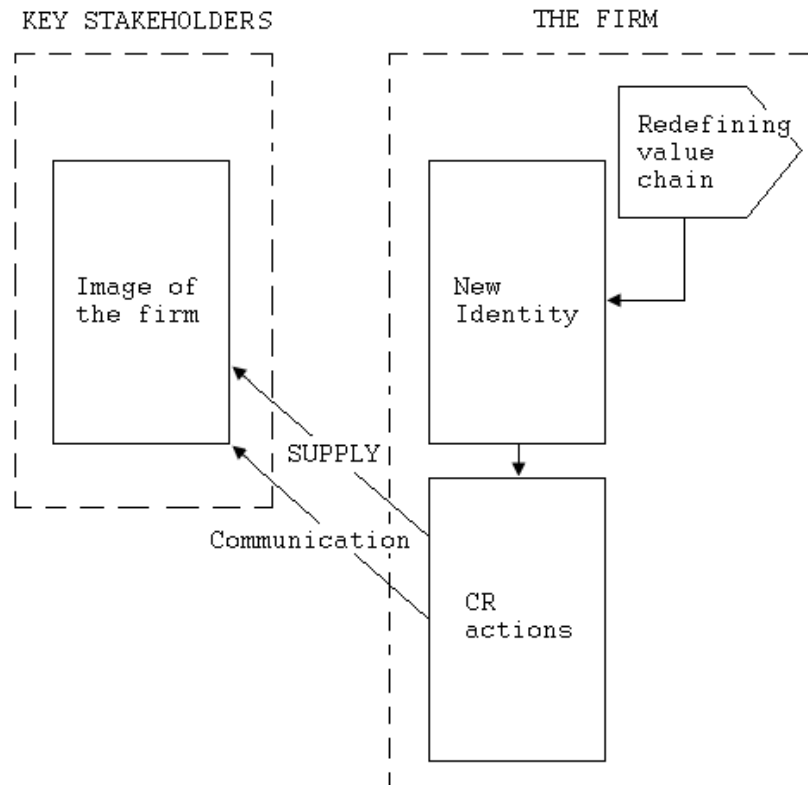 KEY STAKEHOLDERS
THE FIRM
Redefining
value
chain
Image of
the firm
New
Identity
SUPPLY
Communication
CR
actions